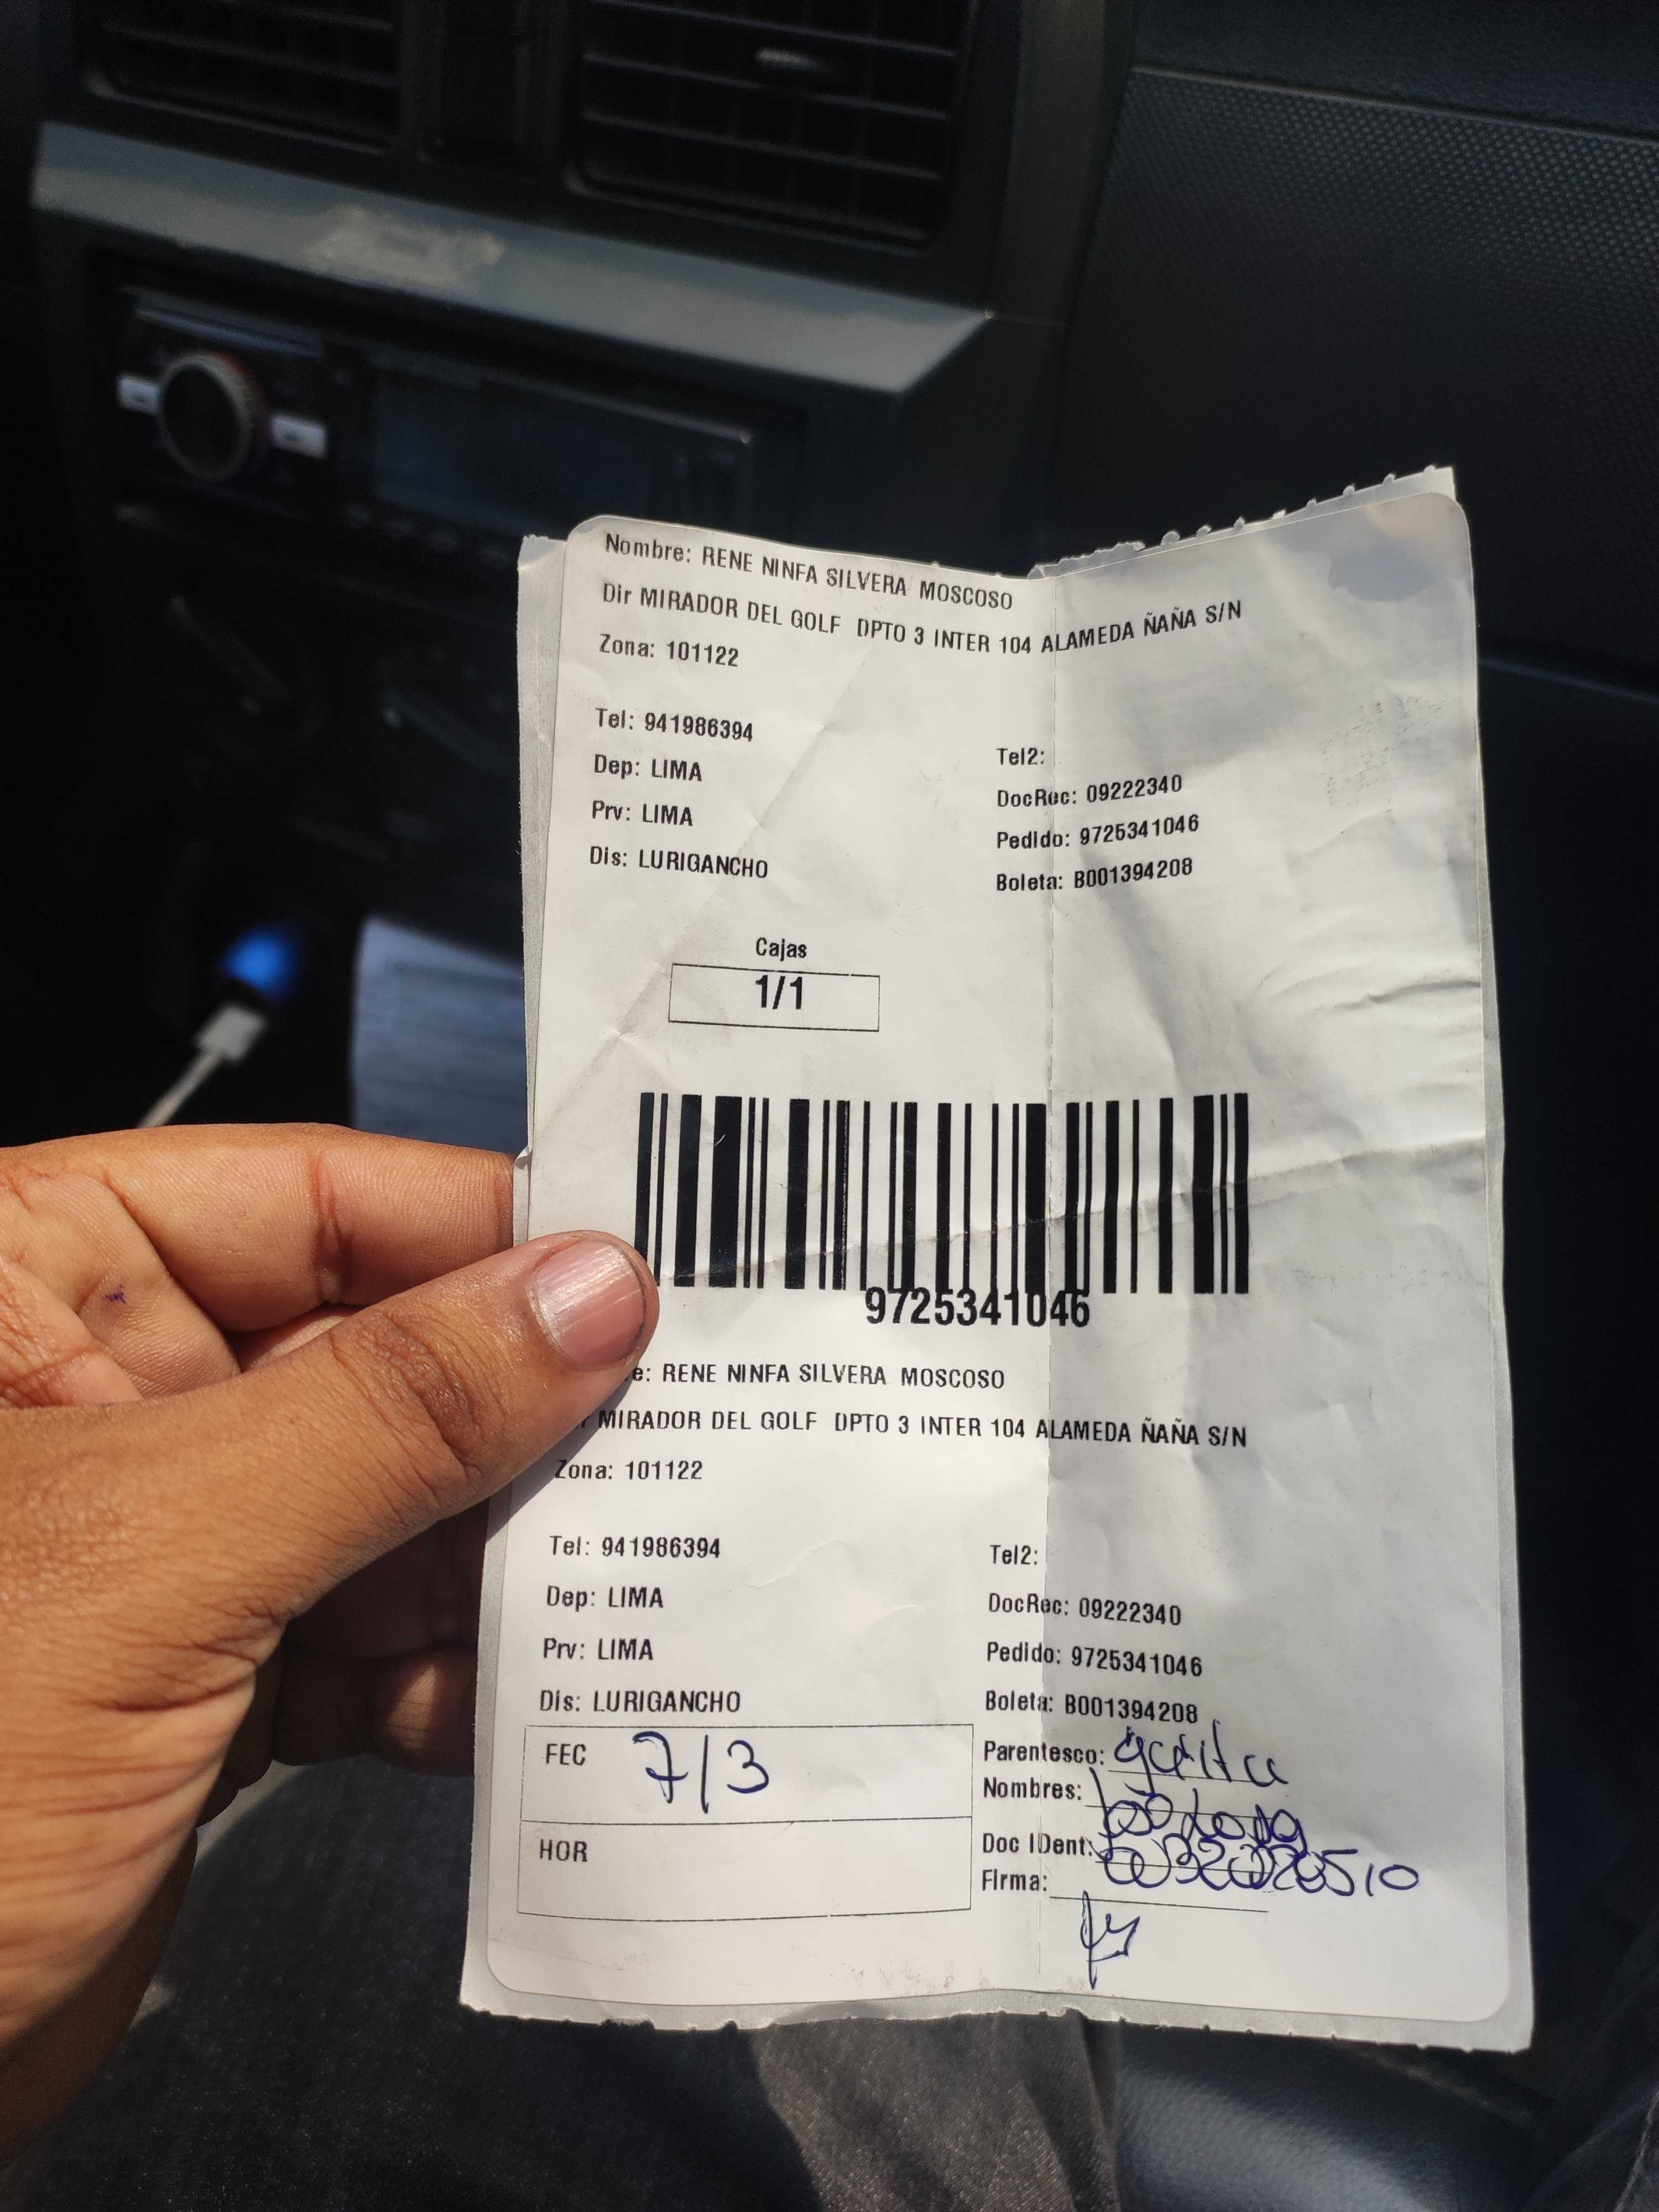 Nombre: RENE NINFA SILVERA MOSCOSO
Dir MIRADOR DEL GOLF DPTO 3 INTER 104 ALAMEDA ÑAÑA S/N
Zona: 101122
Tel: 941986394
Tel2:
Dep: LIMA
DocRec: 09222340
Prv: LIMA
Pedido: 9725341046
Dis: LURIGANCHO
Boleta: B001394208
Cajas
1/1
9725341046
e: RENE NINFA SILVERA MOSCOSO
MIRADOR DEL GOLF DPTO 3 INTER 104 ALAMEDA ÑAÑA S/N
Zona: 101122
Tel: 941986394
Tel2:
Dep: LIMA
DocRec: 09222340
Prv: LIMA
Pedido: 9725341046
Dis: LURIGANCHO
Boleta: B001394208
FEC 7/3
Parentesco:
Nombres:
HOR
Doc IDent:
Firma: